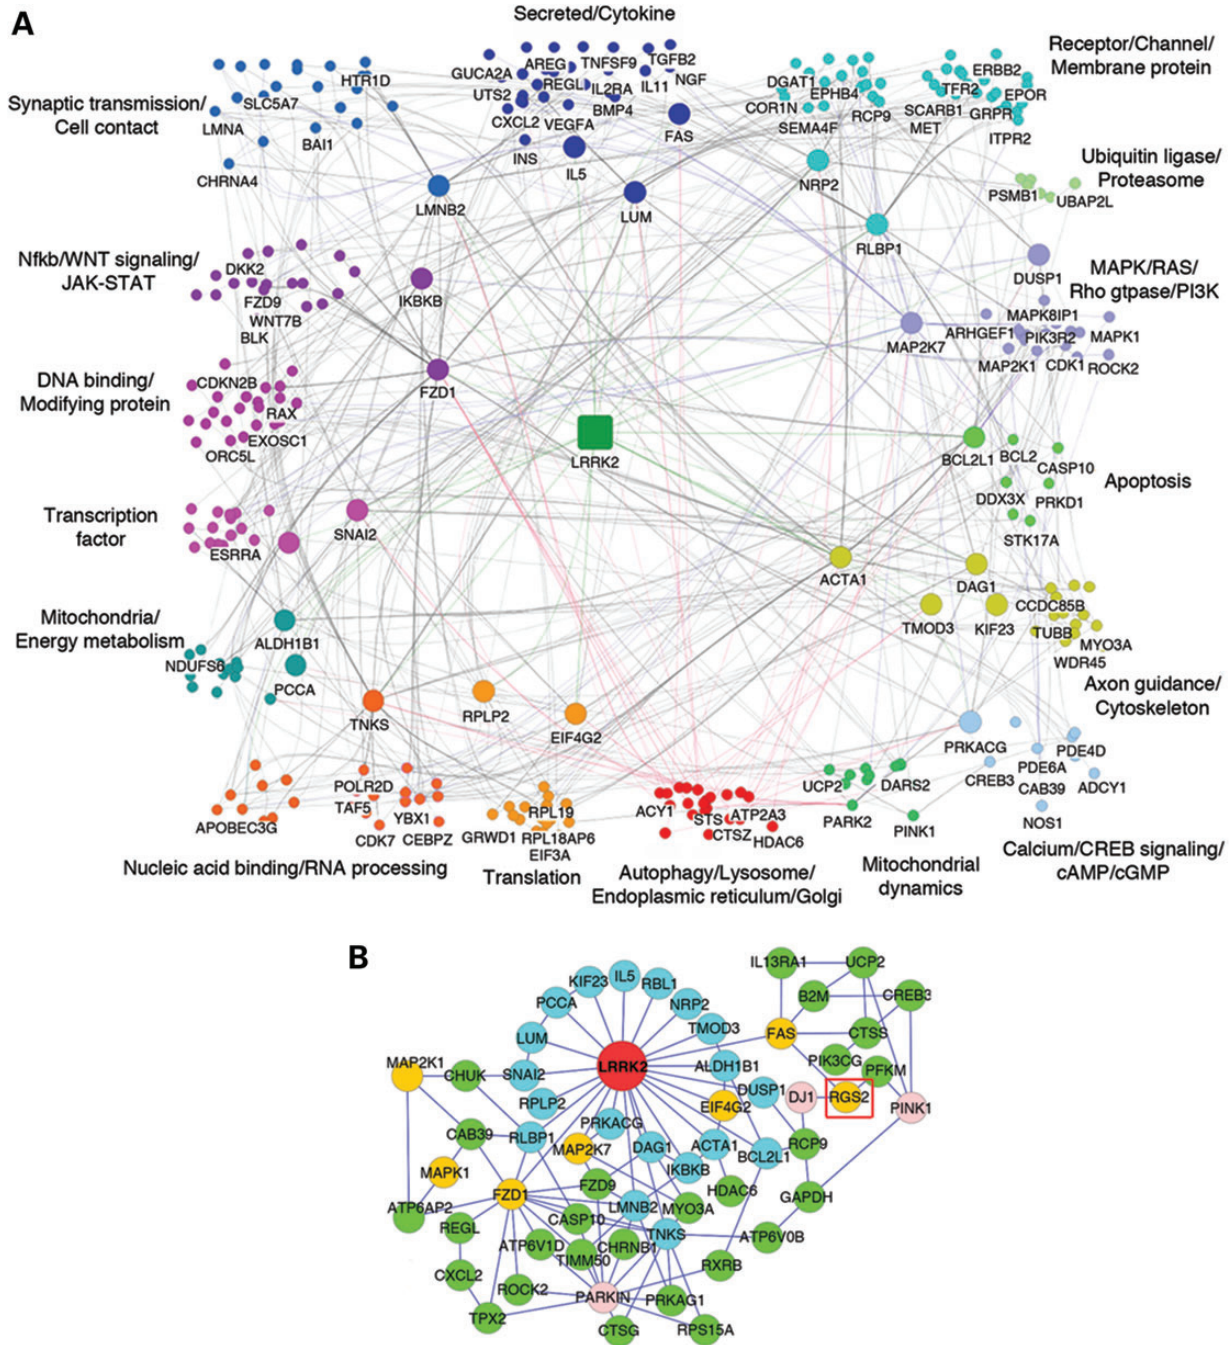 A
Secreted/Cytokine
Receptor/Channel/
Membrane protein
Synaptic transmission/
Cell contact
HTR1D
SLC5A7
LMNA
BAI1
CHRNA4
LMNB2
GUCA2A
AREG
TNFSF9
TGFB2
UTS2
REGL
IL2RA
IL11
NGF
CXCL2
VEGFA
BMP4
INS
IL5
FAS
LUM
DGAT1
EPHB4
COR1N
SEMA4F
RCP9
NRP2
RLBP1
ERBB2
TFR2
EPOR
SCARB1
GRPR
MET
ITPR2
Ubiquitin ligase/
Proteasome
PSMB1
UBAP2L
Nfkb/WNT signaling/
JAK-STAT
DKK2
FZD9
WNT7B
BLK
IKBKB
FZD1
DUSP1
MAPK/RAS/
Rho gtpase/PI3K
MAPK8IP1
ARHGEF1
PIK3R2
MAPK1
MAP2K7
MAP2K1
CDK1
ROCK2
DNA binding/
Modifying protein
CDKN2B
RAX
EXOSC1
ORC5L
LRRK2
BCL2L1
BCL2
CASP10
DDX3X
PRKD1
STK17A
Apoptosis
Transcription
factor
ESRRA
SNAI2
ACTA1
DAG1
TMOD3
KIF23
CCDC85B
TUBB
MYO3A
WDR45
Axon guidance/
Cytoskeleton
Mitochondria/
Energy metabolism
NDUFS6
ALDH1B1
PCCA
TNKS
RPLP2
EIF4G2
PRKACG
PDE4D
PDE6A
CREB3
CAB39
ADCY1
NOS1
Calcium/CREB signaling/
cAMP/cGMP
APOBEC3G
POLR2D
TAF5
YBX1
CDK7
CEBPZ
Nucleic acid binding/RNA processing
RPL19
GRWD1
RPL18AP6
EIF3A
Translation
ACY1
STS
ATP2A3
CTSZ
HDAC6
Autophagy/Lysosome/
Endoplasmic reticulum/Golgi
UCP2
DARS2
PARK2
PINK1
Mitochondrial
dynamics
B
IL13RA1
UCP2
KIF23
IL5
RBL1
PCCA
NRP2
B2M
CREB3
LUM
TMOD3
FAS
CTSS
MAP2K1
CHUK
SNAI2
LRRK2
ALDH1B1
PIK3CG
PFKM
RPLP2
EIF4G2
DUSP1
DJ1
RGS2
PINK1
CAB39
RLBP1
PRKACG
MAP2K7
DAG1
ACTA1
BCL2L1
RCP9
MAPK1
IKBKB
FZD1
FZD9
HDAC6
GAPDH
ATP6AP2
REGL
CASP10
LMNB2
MYO3A
ATP6V1D
TIMM50
CHRNB1
TNKS
ATP6V0B
CXCL2
RXRB
ROCK2
PARKIN
PRKAG1
TPX2
CTSG
RPS15A